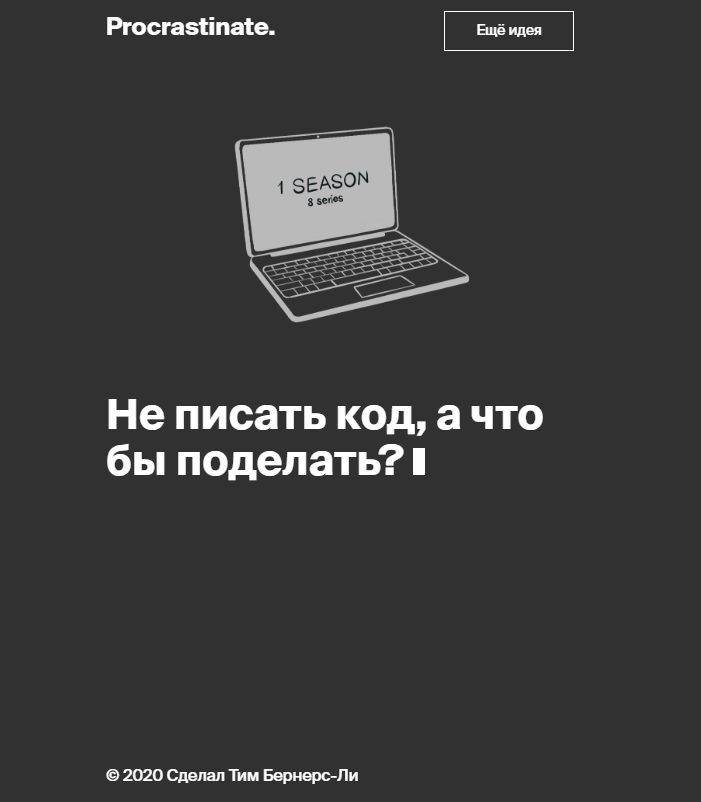 Procrastinate.
Ещё идея
1 SEASON
8 series
Не писать код, а что
бы поделать?
© 2020 Сделал Тим Бернерс-Ли